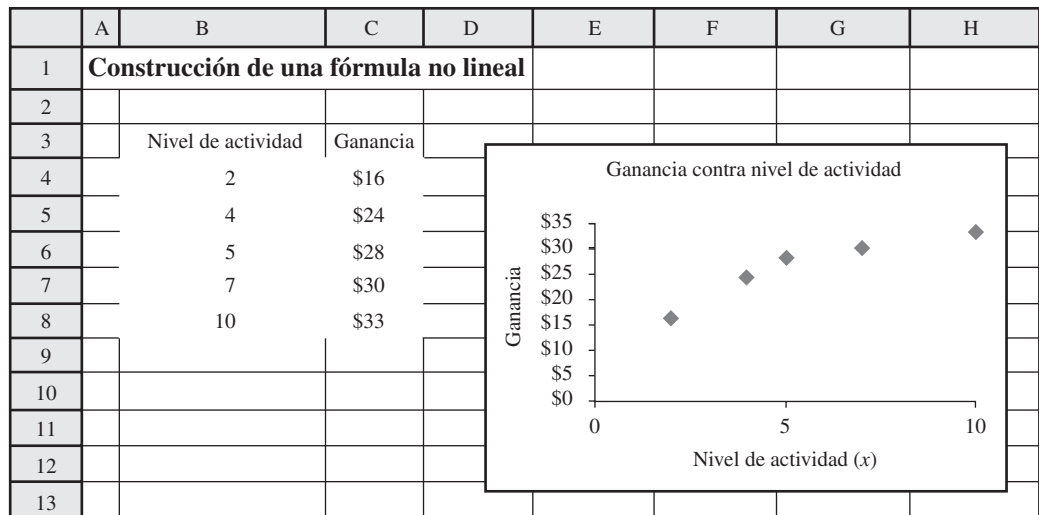 A B C D E F G H
1 Construcción de una fórmula no lineal
2
3 Nivel de actividad Ganancia
4 2 $16
5 4 $24
6 5 $28
7 7 $30
8 10 $33
9
10
11
12
13
Ganancia contra nivel de actividad
Ganancia
$35
$30
$25
$20
$15
$10
$5
$0
0 5 10
Nivel de actividad (x)